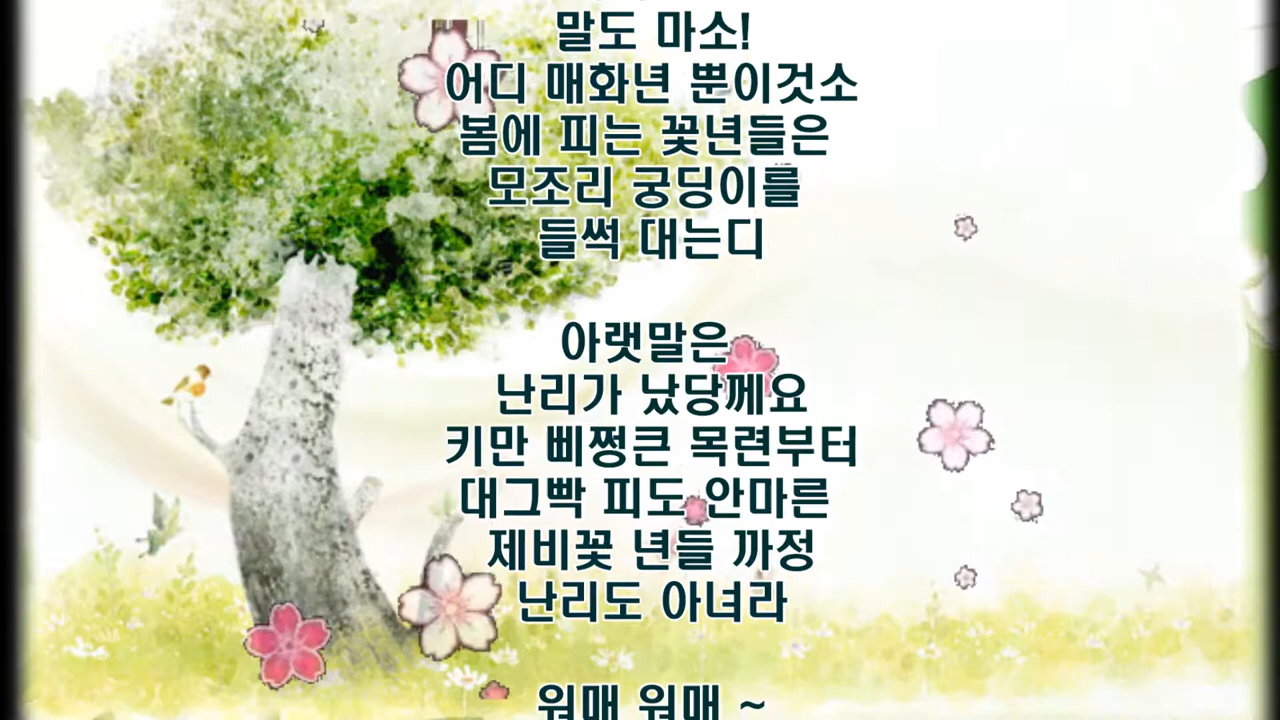 말도 마소!
어디 매화년 뿐이것소
봄에 피는 꽃년들은
모조리 궁딩이를
들썩 대는디
아랫말은
난리가 났당께요
키만 삐쩡큰 목련부터
대그빡 피도 안마른
제비꽃 년들 까정
난리도 아녀라
워매 워매 ~